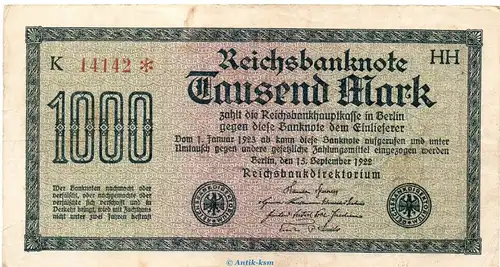 K 14142 *
HH
Reichsbanknote
Tausend Mark
1000
zahlt die Reichsbankhauptkasse in Berlin
gegen diese Banknote dem Einlieferer
Vom 1. Januar 1923 ab kann diese Banknote aufgerufen und unter
Umtausch gegen andere gesetzliche Zahlungsmittel eingezogen werden
Berlin, den 15. September 1922
Reichsbankdirektorium
Wer Banknoten nachmacht oder
verfälscht, oder nachgemachte oder
verfälschte sich verschafft und in
Verkehr bringt, wird mit Zuchthaus
nicht unter zwei Jahren bestraft
© Antik-ksm